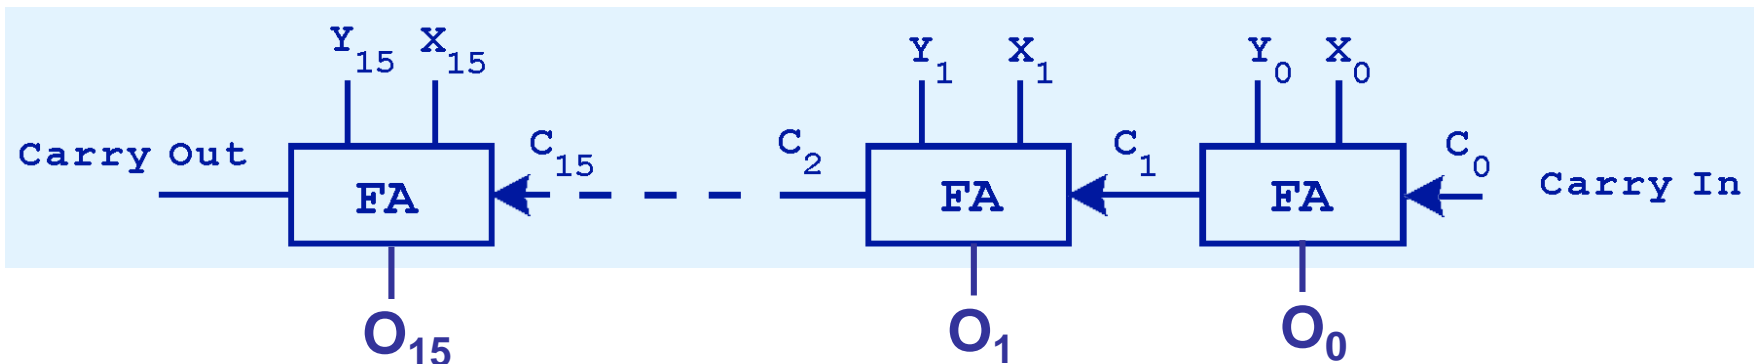 Y15 X15 Y1 X1 Y0 X0
Carry Out C15 C2 C1 C0 Carry In
FA FA FA
O15 O1 O0